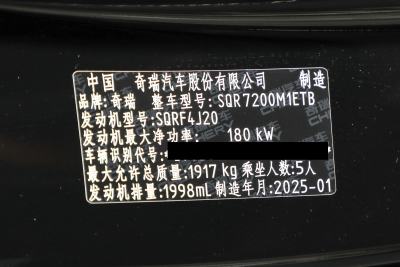 中国 奇瑞汽车股份有限公司 制造
品牌:奇瑞 整车型号:SQR7200M1ETB
发动机型号:SQRF4J20
发动机最大净功率: 180 kW
车辆识别代号:
最大允许总质量:1917 kg 乘坐人数:5人
发动机排量:1998mL 制造年月:2025-01